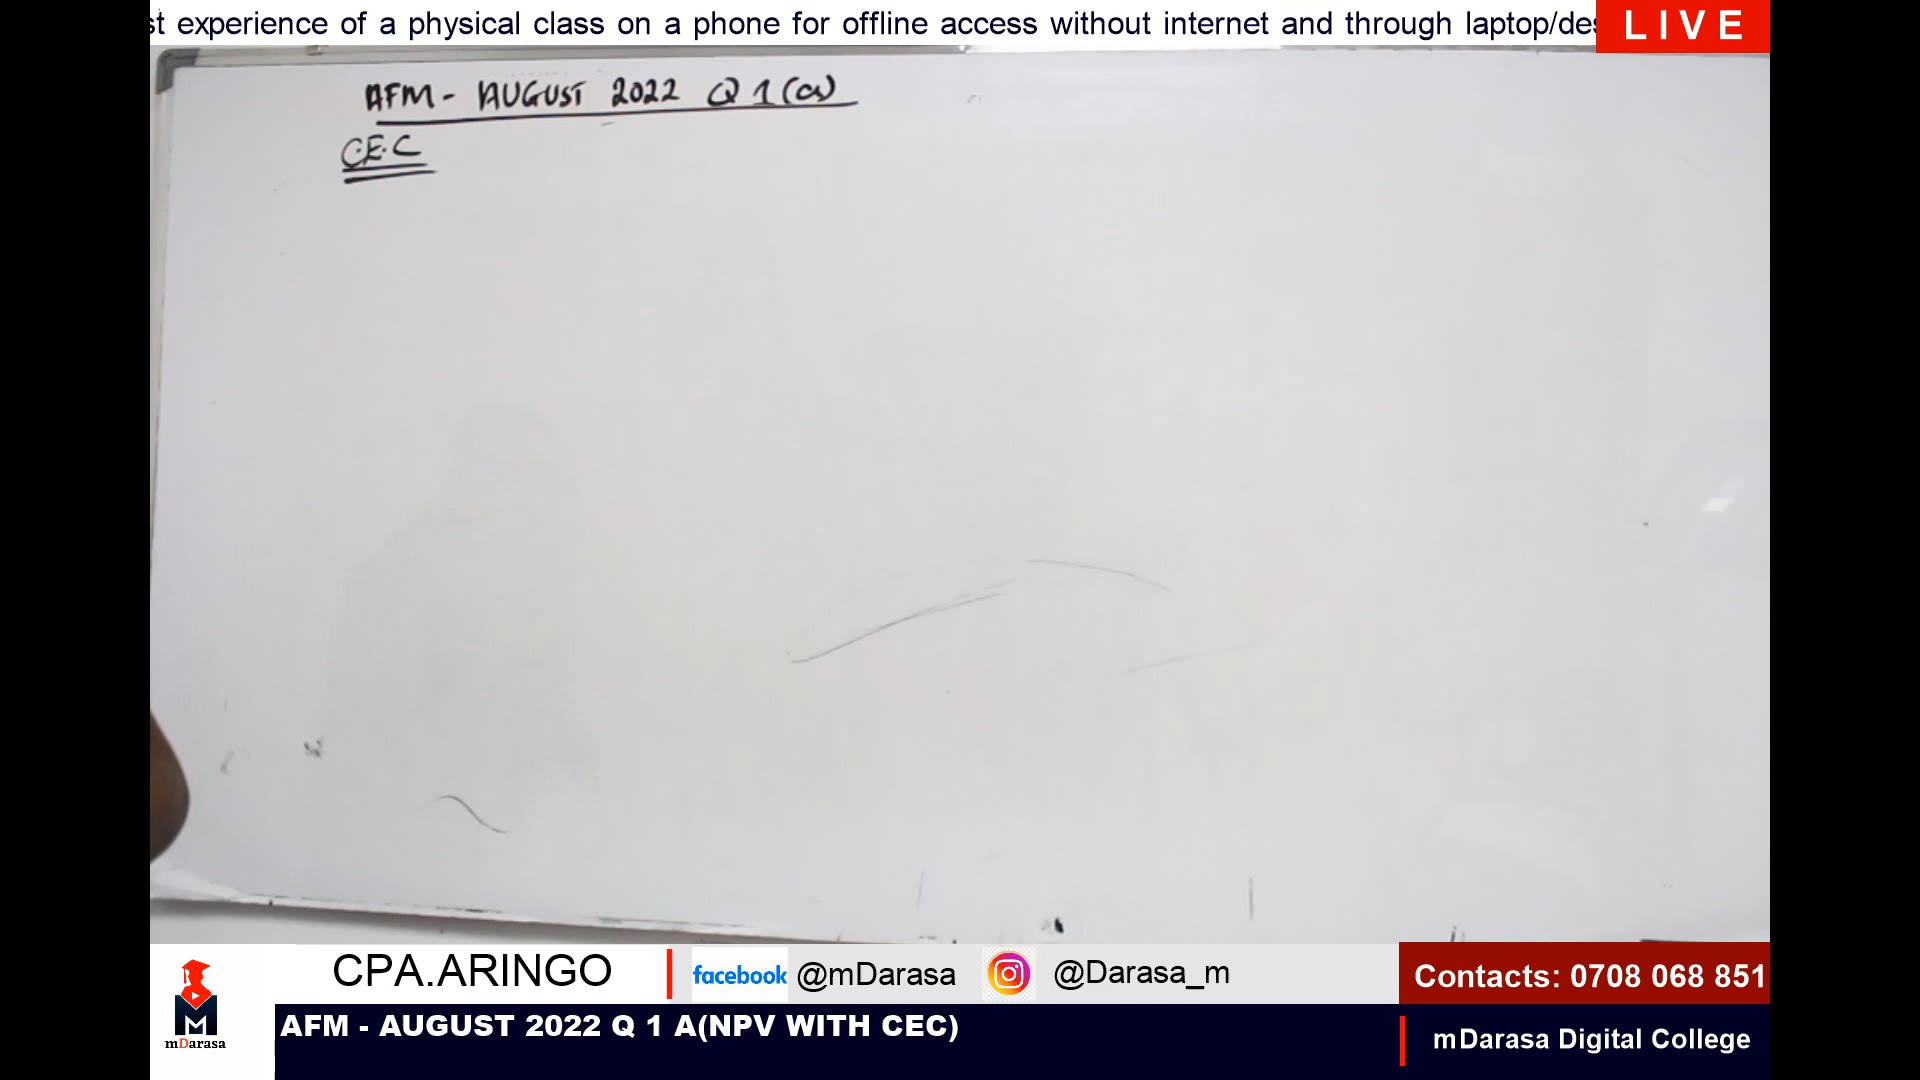 st experience of a physical class on a phone for offline access without internet and through laptop/des
LIVE
AFM - AUGUST 2022 Q 1 (a)
C.E.C
CPA.ARINGO
facebook @mDarasa
@Darasa_m
Contacts: 0708 068 851
M
mDarasa
AFM - AUGUST 2022 Q 1 A(NPV WITH CEC)
mDarasa Digital College